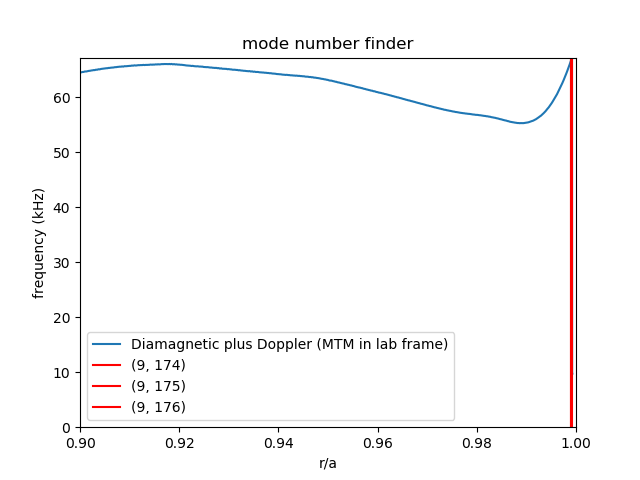 mode number finder
frequency (kHz)
60
50
40
30
20
10
0
Diamagnetic plus Doppler (MTM in lab frame)
(9, 174)
(9, 175)
(9, 176)
0.90 0.92 0.94 0.96 0.98 1.00
r/a